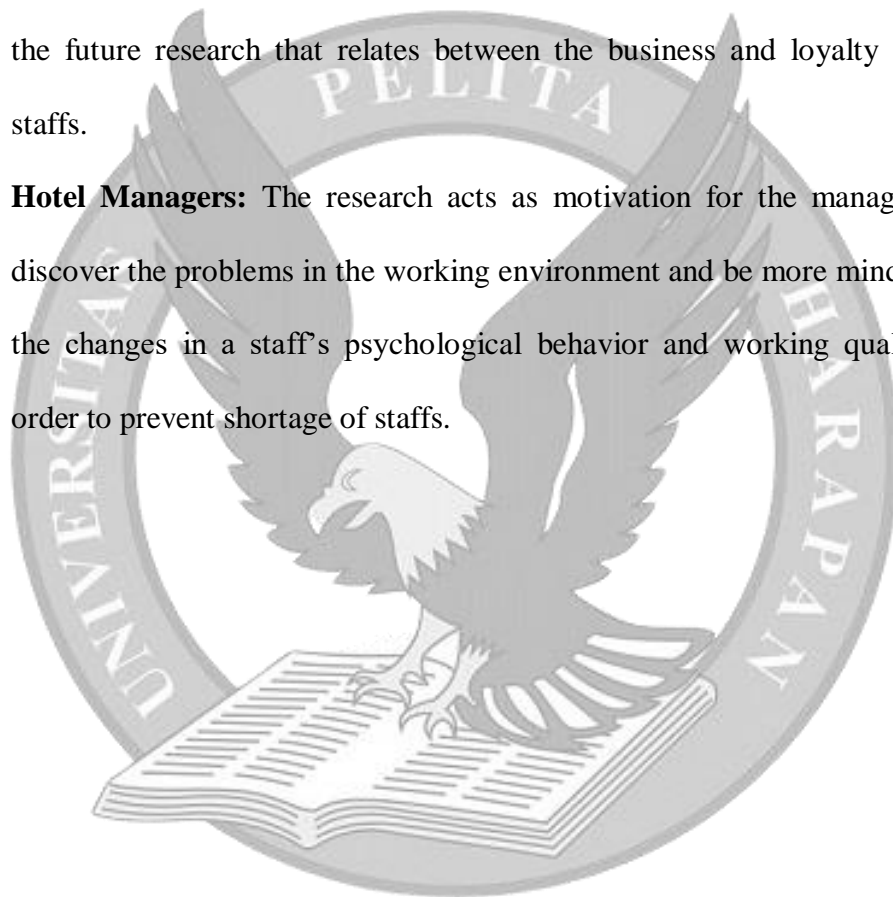 the future research that relates between the business and loyalty
staffs.
Hotel Managers: The research acts as motivation for the manag
discover the problems in the working environment and be more mind
the changes in a staff's psychological behavior and working qual
order to prevent shortage of staffs.
UNIVERSITAS PELITA HARAPAN